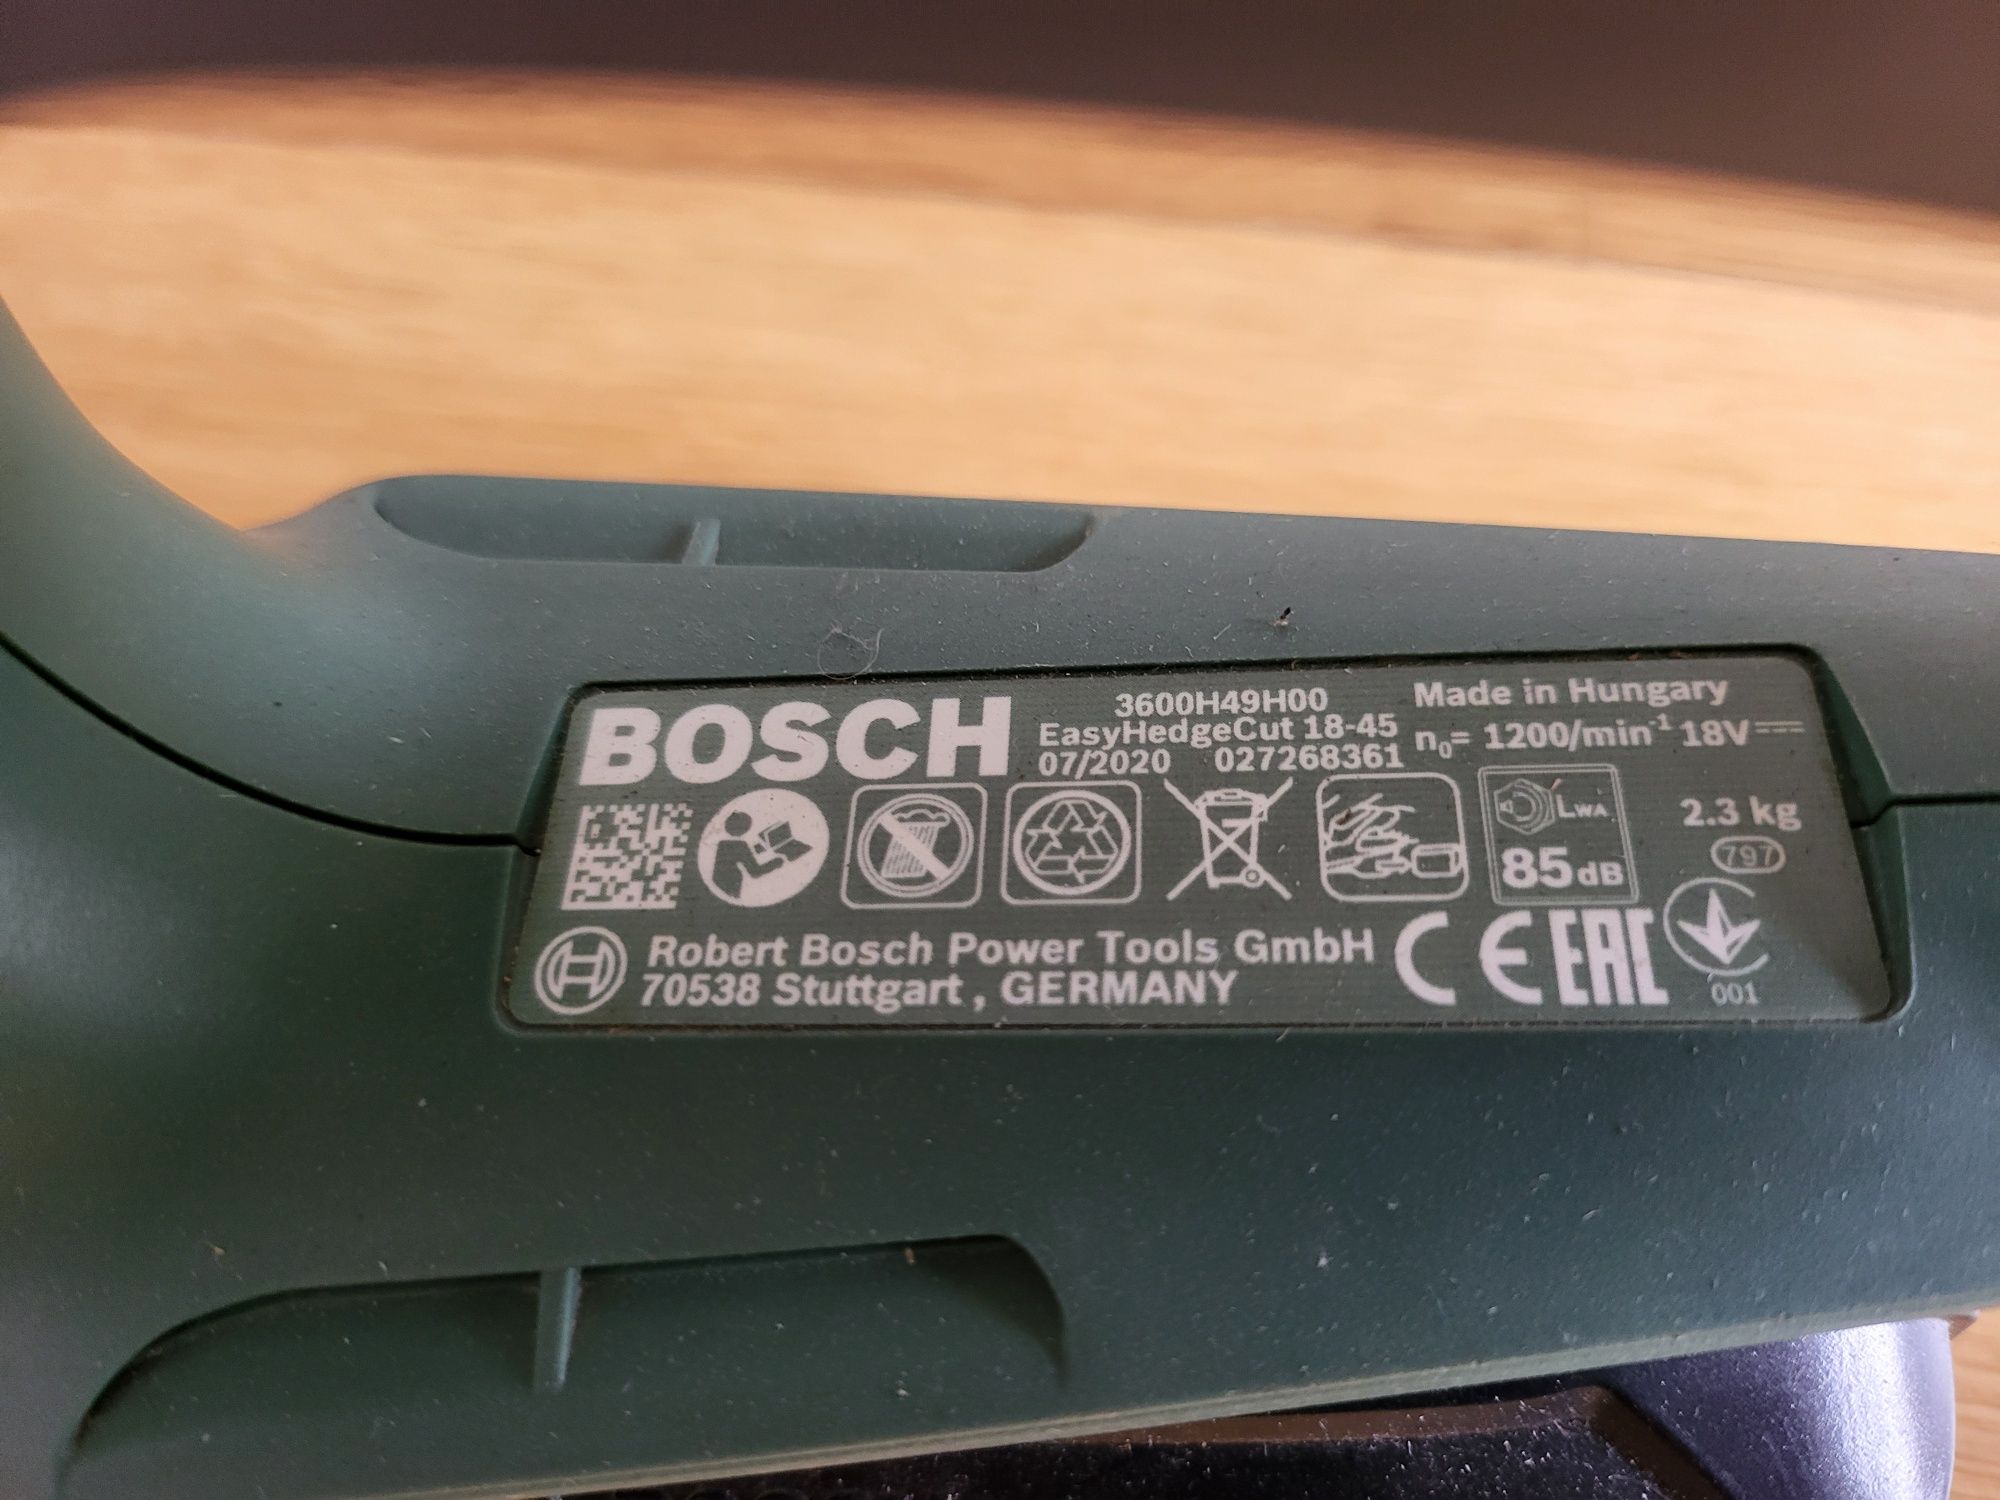 BOSCH
3600H49H00
EasyHedgeCut 18-45
07/2020 027268361
Made in Hungary
n₀= 1200/min⁻¹ 18V
LWA
85dB
2.3 kg
797
Robert Bosch Power Tools GmbH
70538 Stuttgart , GERMANY
CE EAC
001